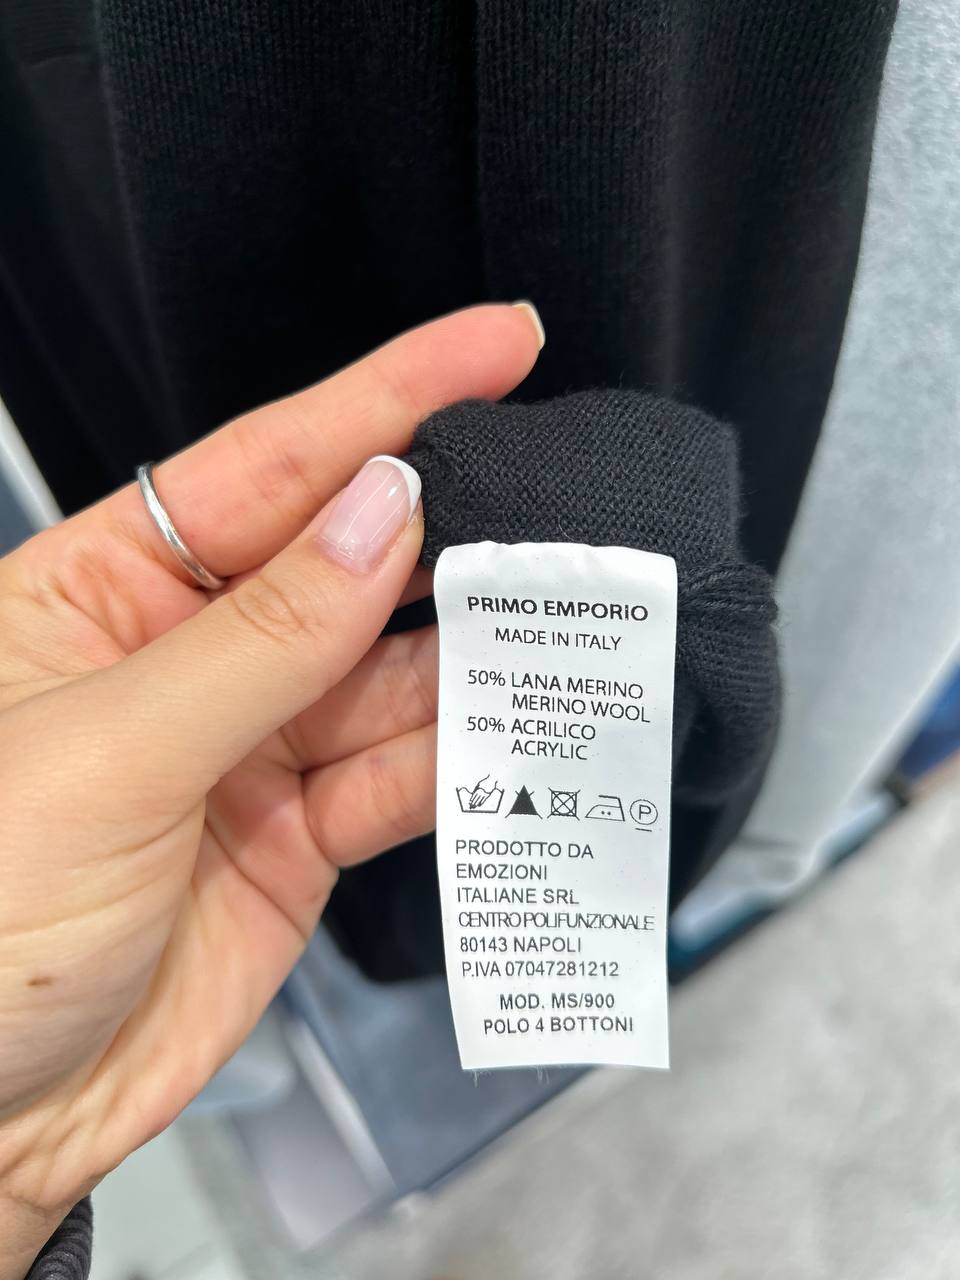 PRIMO EMPORIO
MADE IN ITALY
50% LANA MERINO
MERINO WOOL
50% ACRILICO
ACRYLIC
P
PRODOTTO DA
EMOZIONI
ITALIANE SRL
CENTRO POLIFUNZIONALE
80143 NAPOLI
P.IVA 07047281212
MOD. MS/900
POLO 4 BOTTONI